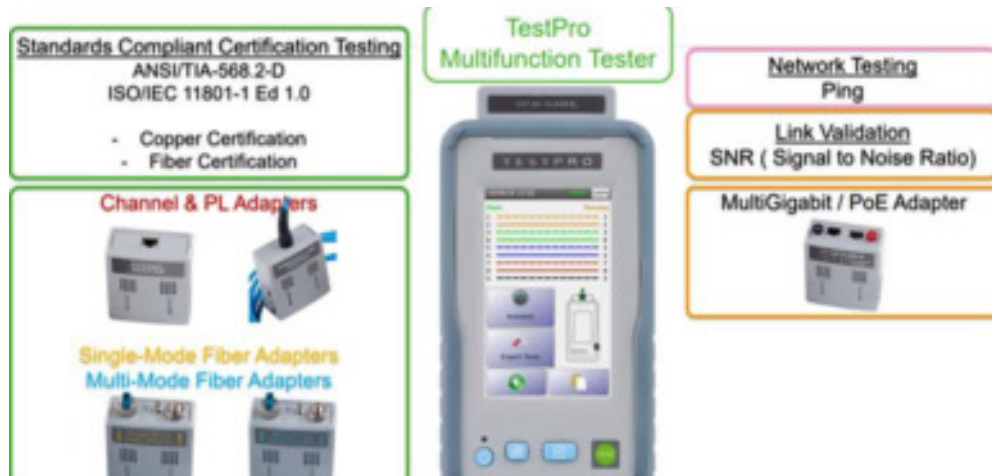 Standards Compliant Certification Testing
ANSI/TIA-568.2-D
ISO/IEC 11801-1 Ed 1.0
- Copper Certification
- Fiber Certification
Channel & PL Adapters
Single-Mode Fiber Adapters
Multi-Mode Fiber Adapters
TestPro
Multifunction Tester
TESTPRO
Network Testing
Ping
Link Validation
SNR ( Signal to Noise Ratio)
MultiGigabit / PoE Adapter